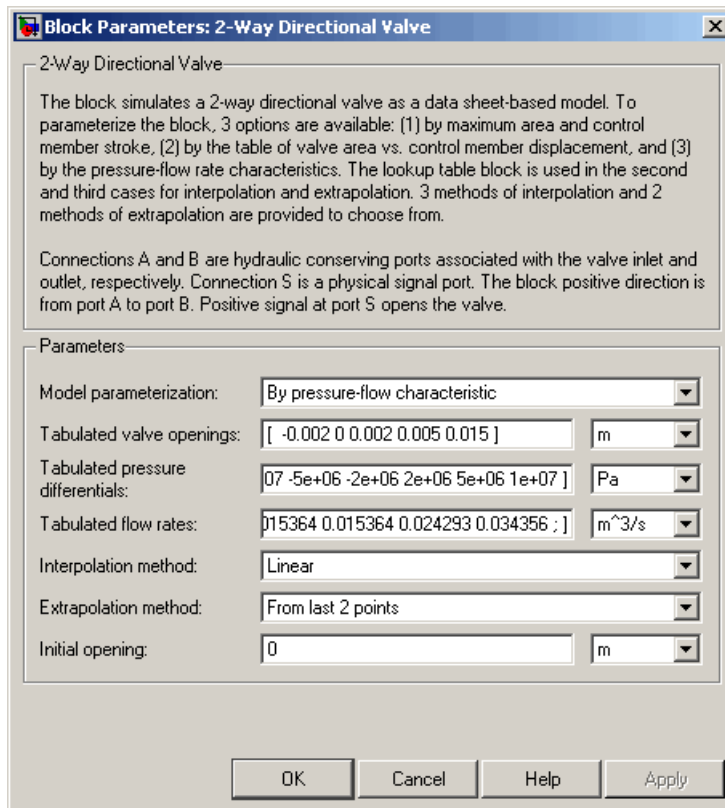 Block Parameters: 2-Way Directional Valve
2-Way Directional Valve
The block simulates a 2-way directional valve as a data sheet-based model. To
parameterize the block, 3 options are available: (1) by maximum area and control
member stroke, (2) by the table of valve area vs. control member displacement, and (3)
by the pressure-flow rate characteristics. The lookup table block is used in the second
and third cases for interpolation and extrapolation. 3 methods of interpolation and 2
methods of extrapolation are provided to choose from.
Connections A and B are hydraulic conserving ports associated with the valve inlet and
outlet, respectively. Connection S is a physical signal port. The block positive direction is
from port A to port B. Positive signal at port S opens the valve.
Parameters
Model parameterization: By pressure-flow characteristic
Tabulated valve openings: [ -0.002 0 0.002 0.005 0.015 ] m
Tabulated pressure
differentials: 07 -5e+06 -2e+06 2e+06 5e+06 1e+07 ] Pa
Tabulated flow rates: 015364 0.015364 0.024293 0.034356 ; ] m^3/s
Interpolation method: Linear
Extrapolation method: From last 2 points
Initial opening: 0 m
OK Cancel Help Apply